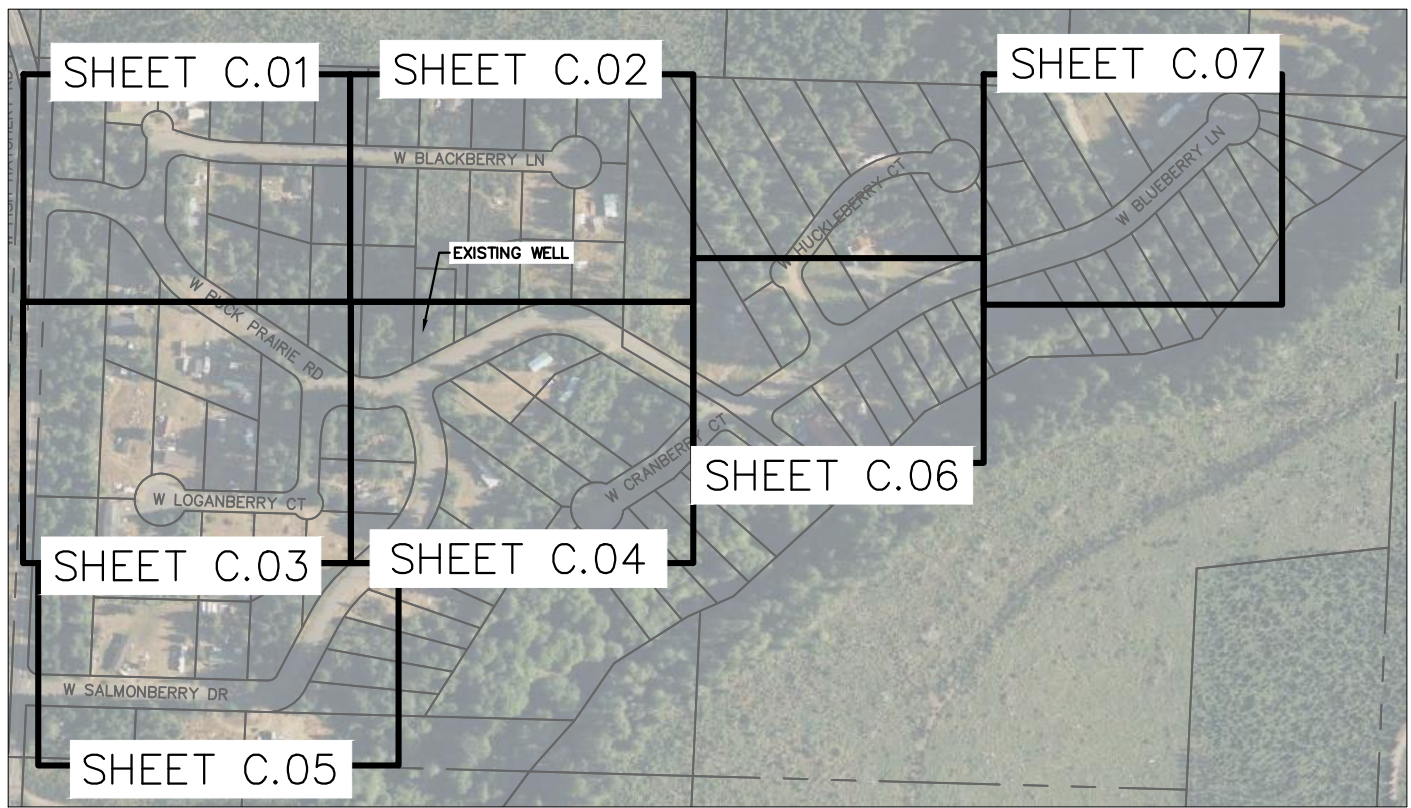 SHEET C.01
SHEET C.02
SHEET C.07
W BLACKBERRY LN
W HUCKLEBERRY CT
W BLUEBERRY LN
EXISTING WELL
W BUCK PRAIRIE RD
W CRANBERRY CT
SHEET C.06
W LOGANBERRY CT
SHEET C.03
SHEET C.04
W SALMONBERRY DR
SHEET C.05